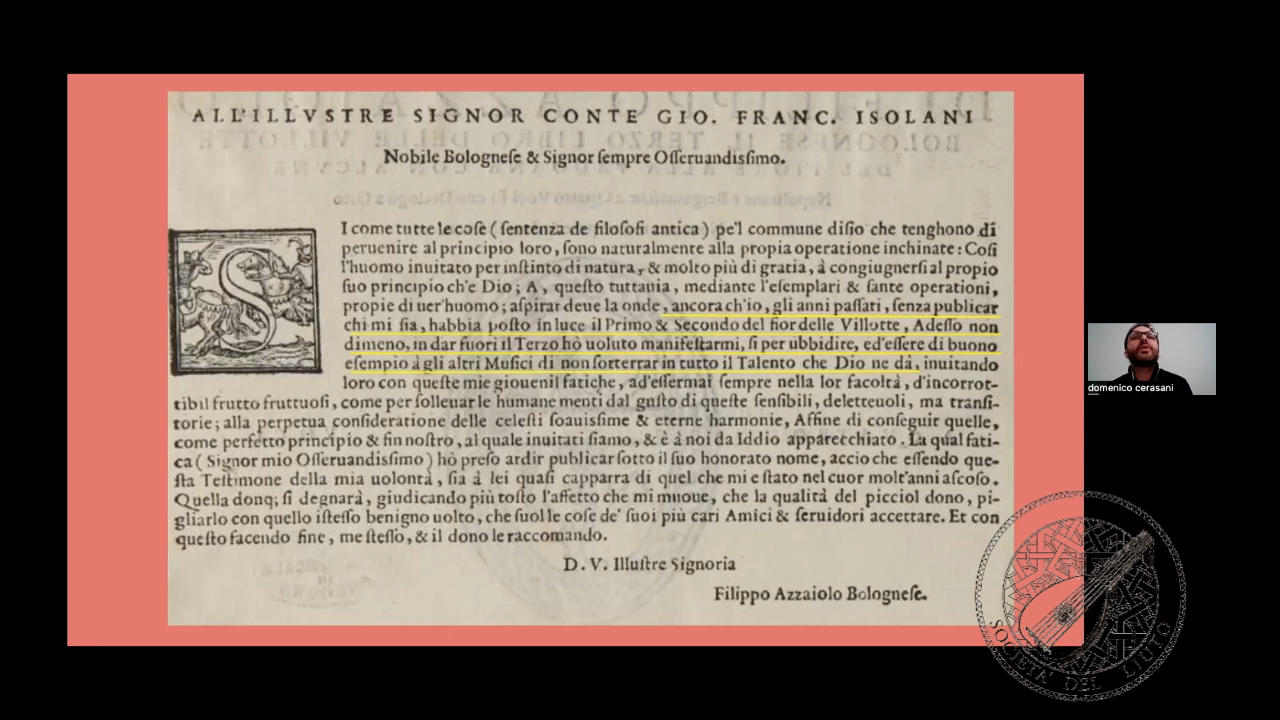 ALL'ILLVSTRE SIGNOR CONTE GIO. FRANC. ISOLANI
Nobile Bolognese & Signor sempre Osseruandissimo.
SI come tutte le cose ( sentenza de filosofi antica ) pe'l commune disio che tenghono di
peruenire al principio loro, sono naturalmente alla propia operatione inchinate : Cosi
l'huomo inuitato per instinto di natura, & molto più di gratia, à congiugnersi al propio
suo principio ch'e Dio ; A, questo tuttauia, mediante l'esemplari & sante operationi,
propie di uer'huomo ; aspirar deue la onde, ancora ch'io, gli anni passati, senza publicar
chi mi sia, habbia posto in luce il Primo & Secondo del fior delle Villotte, Adesso non
dimeno, in dar fuori il Terzo hò uoluto manifestarmi, si per ubbidire, ed'essere di buono
esempio à gli altri Musici di non sotterrar in tutto il Talento che Dio ne dà, inuitando
loro con queste mie giouenil fatiche, ad'essermai sempre nella lor facoltà, d'incorrot-
tibil frutto fruttuosi, come per solleuar le humane menti dal gusto di queste sensibili, deletteuoli, ma transi-
torie ; alla perpetua consideratione delle celesti soauissime & eterne harmonie, Affine di conseguir quelle,
come perfetto principio & fin nostro, al quale inuitati siamo, & è à noi da Iddio apparecchiato. La qual fati-
ca ( Signor mio Osseruandissimo ) hò preso ardir publicar sotto il suo honorato nome, accio che essendo que-
sta Testimone della mia uolontà, sia à lei quasi capparra di quel che mi e stato nel cuor molt'anni ascoso.
Quella donq; si degnarà, giudicando più tosto l'affetto che mi muoue, che la qualità del picciol dono, pi-
gliarlo con quello istesso benigno uolto, che suol le cose de' suoi più cari Amici & seruidori accettare. Et con
questo facendo fine, me stesso, & il dono le raccomando.
D. V. Illustre Signoria
Filippo Azzaiolo Bolognese.
domenico cerasani
SOCIETA' DEL LIUTO